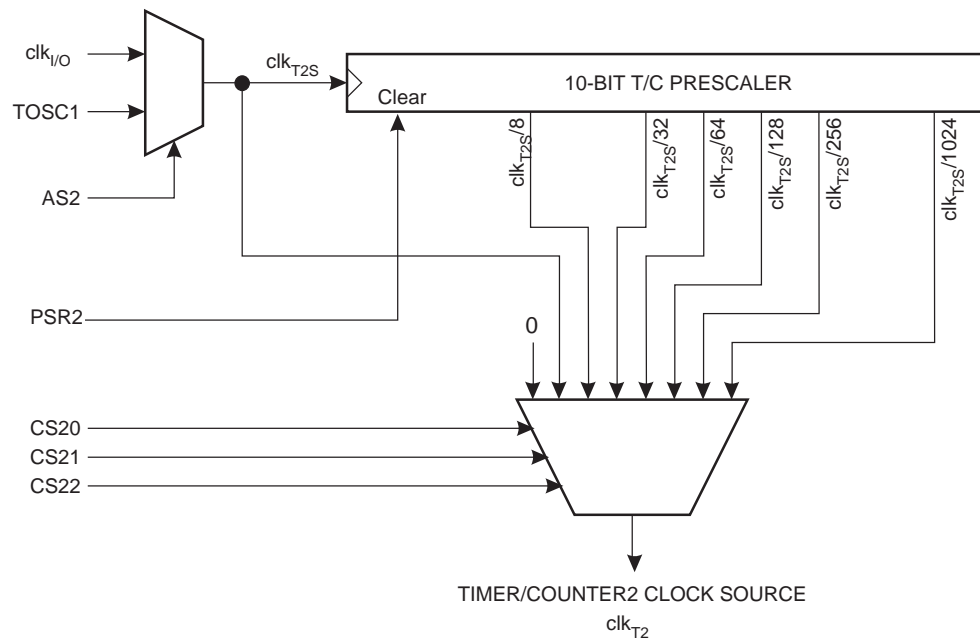 clkI/O
TOSC1
AS2
PSR2
CS20
CS21
CS22
clkT2S
10-BIT T/C PRESCALER
Clear
clkT2S/8
clkT2S/32
clkT2S/64
clkT2S/128
clkT2S/256
clkT2S/1024
0
TIMER/COUNTER2 CLOCK SOURCE
clkT2